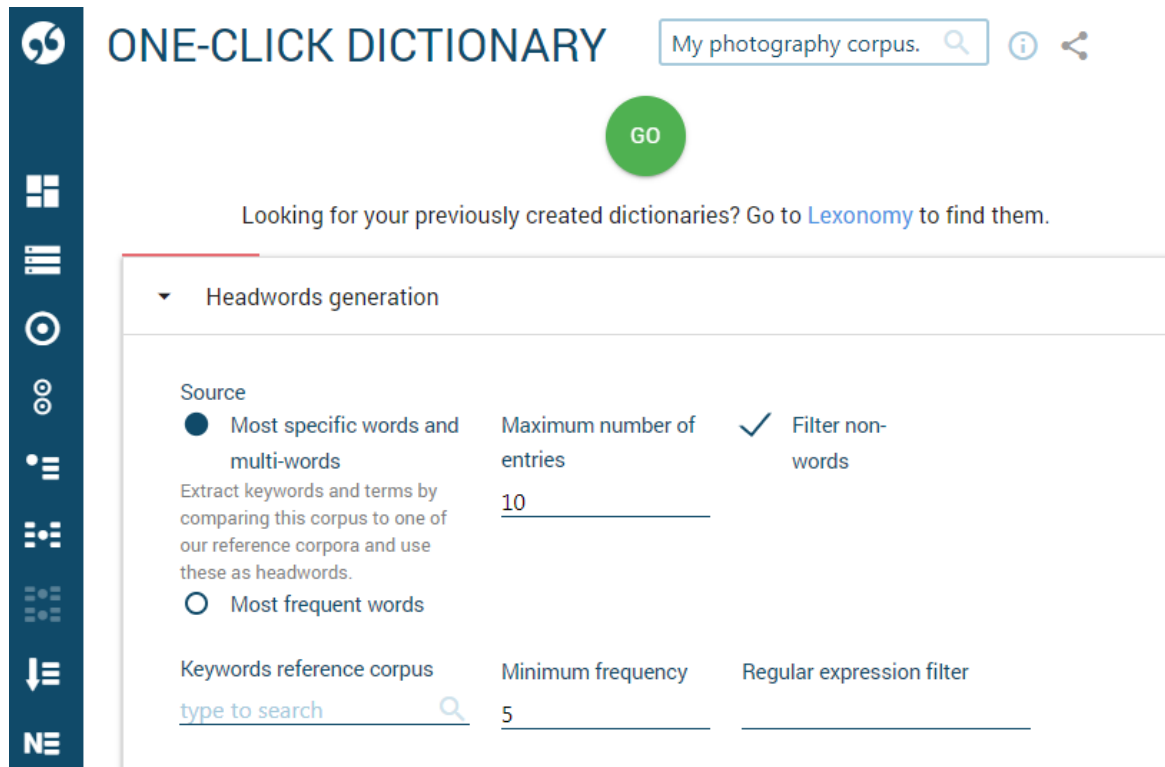 ONE-CLICK DICTIONARY
My photography corpus.
GO
Looking for your previously created dictionaries? Go to Lexonomy to find them.
Headwords generation
Source
Most specific words and
multi-words
Extract keywords and terms by
comparing this corpus to one of
our reference corpora and use
these as headwords.
Most frequent words
Maximum number of
entries
10
Filter non-
words
Keywords reference corpus
type to search
Minimum frequency
5
Regular expression filter
N